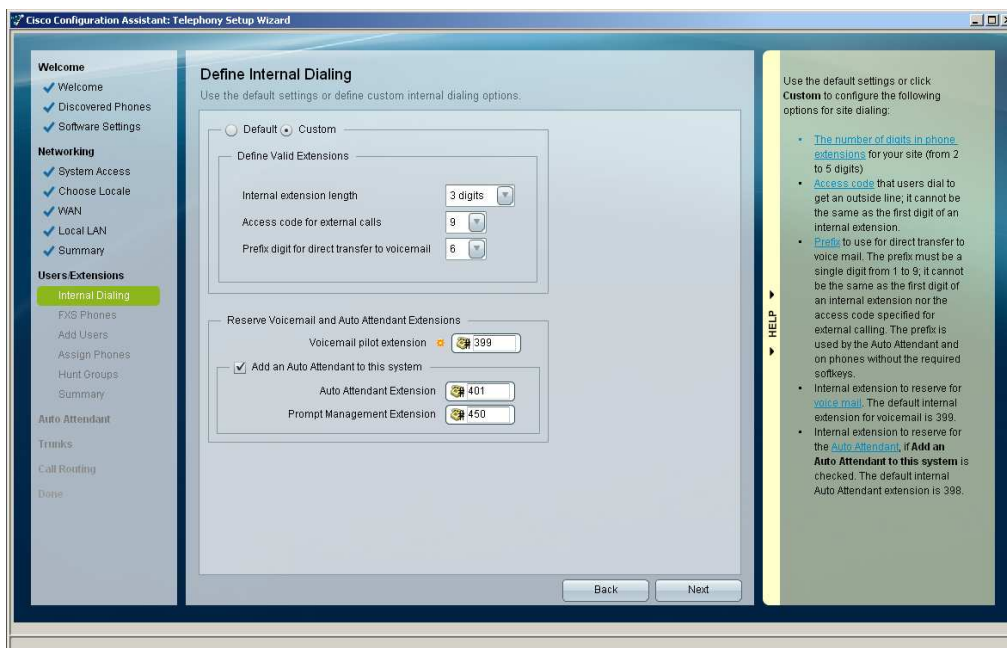 Cisco Configuration Assistant: Telephony Setup Wizard
Welcome
Welcome
Discovered Phones
Software Settings
Networking
System Access
Choose Locale
WAN
Local LAN
Summary
Users/Extensions
Internal Dialing
FXS Phones
Add Users
Assign Phones
Hunt Groups
Summary
Auto Attendant
Trunks
Call Routing
Done
Define Internal Dialing
Use the default settings or define custom internal dialing options.
Default Custom
Define Valid Extensions
Internal extension length 3 digits
Access code for external calls 9
Prefix digit for direct transfer to voicemail 6
Reserve Voicemail and Auto Attendant Extensions
Voicemail pilot extension 399
Add an Auto Attendant to this system
Auto Attendant Extension 401
Prompt Management Extension 450
Back Next
HELP
Use the default settings or click
Custom to configure the following
options for site dialing:
• The number of digits in phone
extensions for your site (from 2
to 5 digits)
• Access code that users dial to
get an outside line; it cannot be
the same as the first digit of an
internal extension.
• Prefix to use for direct transfer to
voice mail. The prefix must be a
single digit from 1 to 9; it cannot
be the same as the first digit of
an internal extension nor the
access code specified for
external calling. The prefix is
used by the Auto Attendant and
on phones without the required
softkeys.
• Internal extension to reserve for
voice mail. The default internal
extension for voicemail is 399.
• Internal extension to reserve for
the Auto Attendant, if Add an
Auto Attendant to this system is
checked. The default internal
Auto Attendant extension is 398.